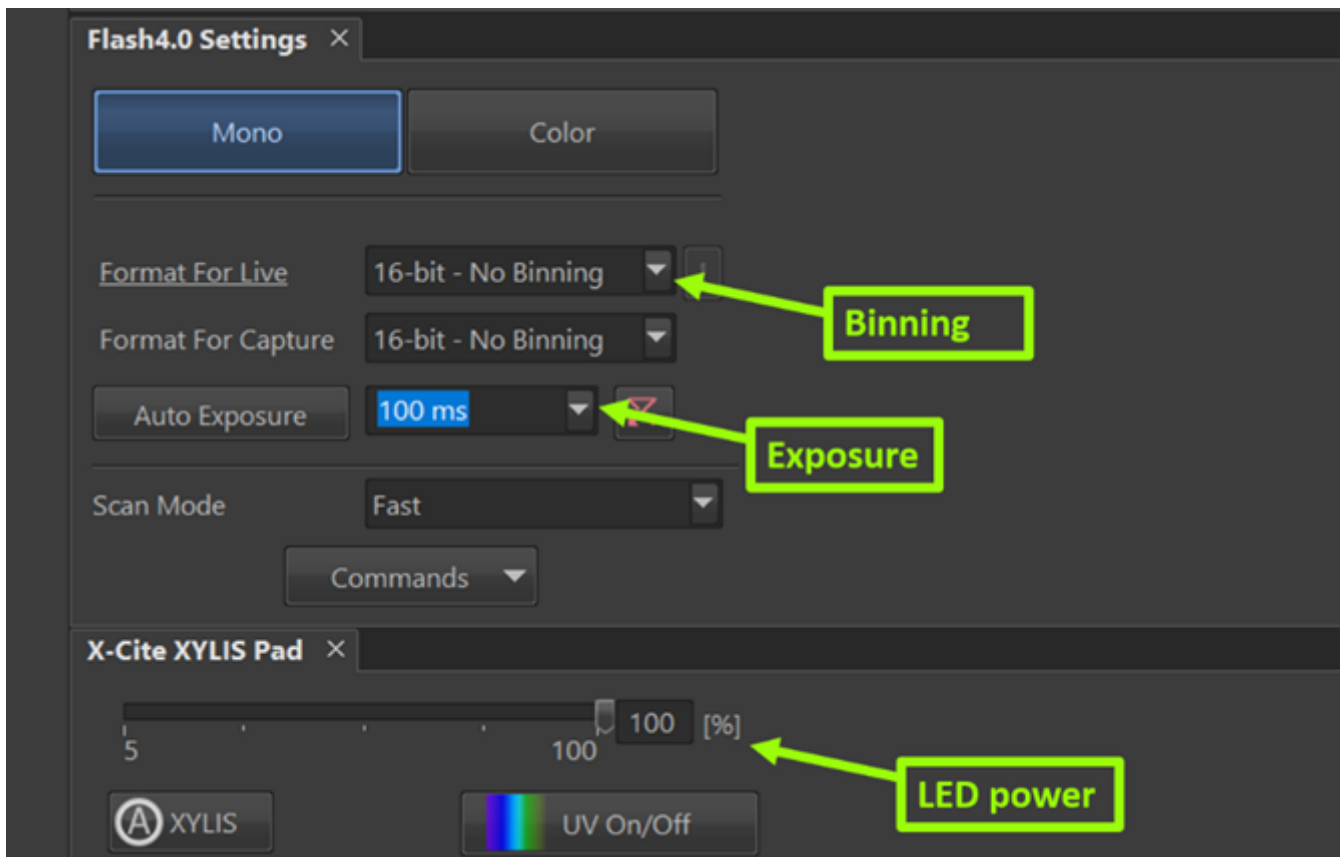 Flash4.0 Settings ×
Mono Color
Format For Live 16-bit - No Binning
Binning
Format For Capture 16-bit - No Binning
Auto Exposure 100 ms
Exposure
Scan Mode Fast
Commands
X-Cite XYLIS Pad ×
100 [%]
5 100
LED power
A XYLIS UV On/Off